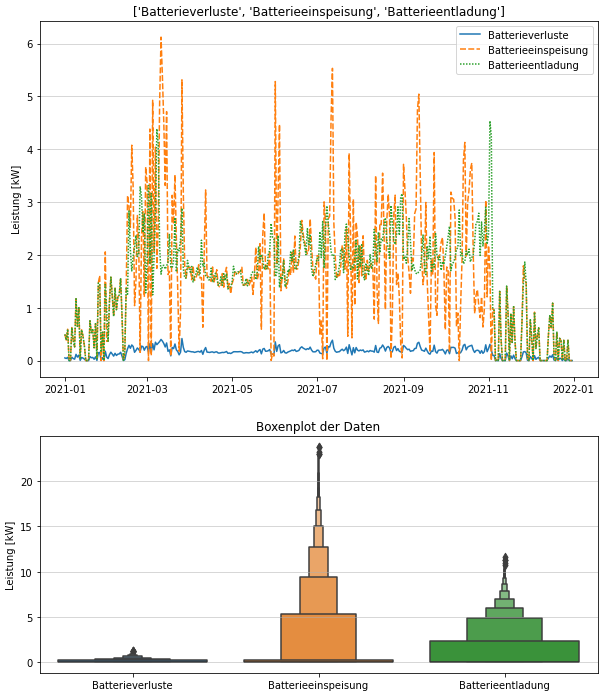 ['Batterieverluste', 'Batterieeinspeisung', 'Batterieentladung']
Batterieverluste
Batterieeinspeisung
Batterieentladung
Leistung [kW]
6
5
4
3
2
1
0
2021-01
2021-03
2021-05
2021-07
2021-09
2021-11
2022-01
Boxenplot der Daten
Leistung [kW]
20
15
10
5
0
Batterieverluste
Batterieeinspeisung
Batterieentladung